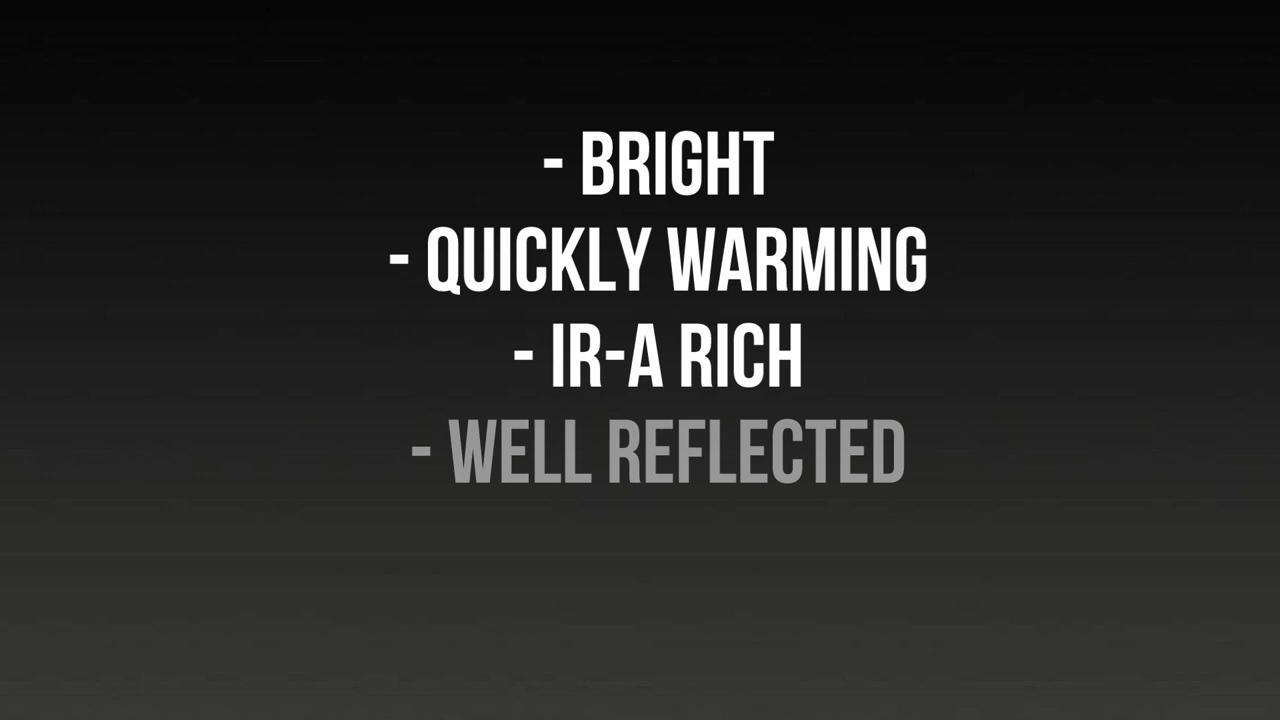 - BRIGHT
- QUICKLY WARMING
- IR-A RICH
- WELL REFLECTED